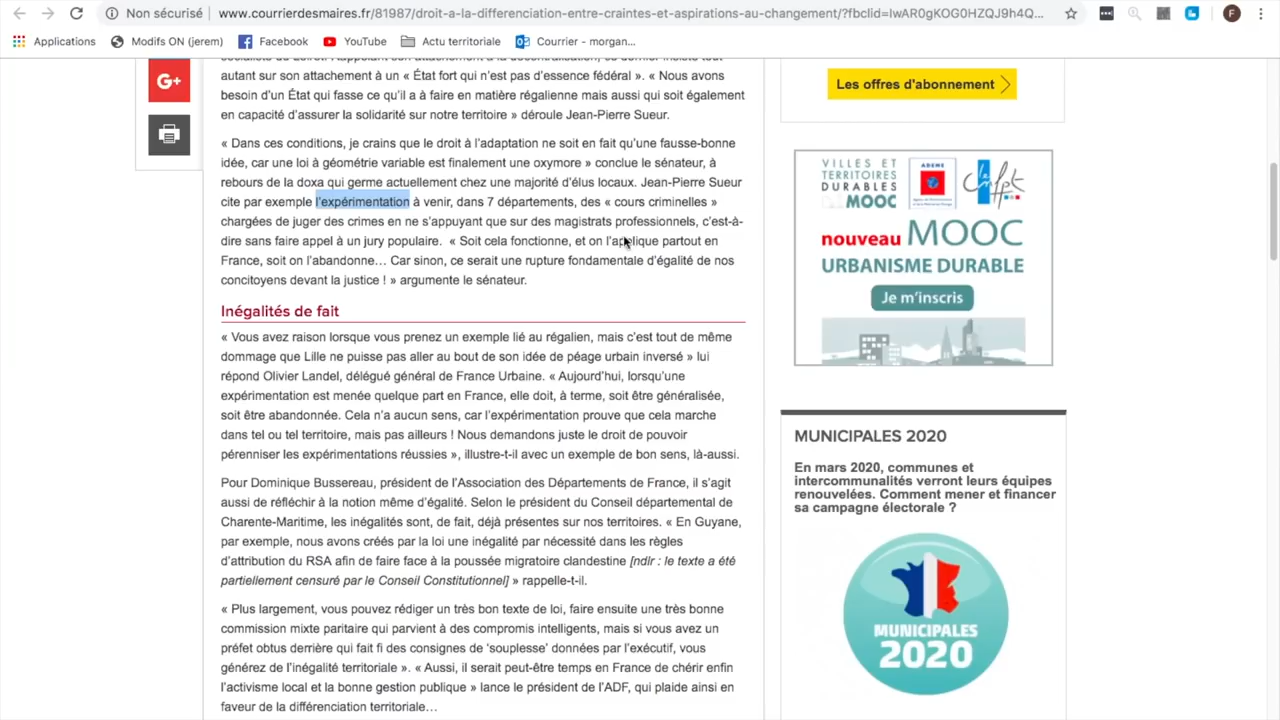 Non sécurisé
www.courrierdesmaires.fr/81987/droit-a-la-differenciation-entre-craintes-et-aspirations-au-changement/?fbclid=IwAR0gKOG0HZQJ9h4Q…
F
Applications
Modifs ON (jerem)
Facebook
YouTube
Actu territoriale
Courrier - morgan...
G+
autant sur son attachement à un « État fort qui n’est pas d’essence fédéral ». « Nous avons
besoin d’un État qui fasse ce qu’il a à faire en matière régalienne mais aussi qui soit également
en capacité d’assurer la solidarité sur notre territoire » déroule Jean-Pierre Sueur.
« Dans ces conditions, je crains que le droit à l’adaptation ne soit en fait qu’une fausse-bonne
idée, car une loi à géométrie variable est finalement une oxymore » conclue le sénateur, à
rebours de la doxa qui germe actuellement chez une majorité d’élus locaux. Jean-Pierre Sueur
cite par exemple l’expérimentation à venir, dans 7 départements, des « cours criminelles »
chargées de juger des crimes en ne s’appuyant que sur des magistrats professionnels, c’est-à-
dire sans faire appel à un jury populaire. « Soit cela fonctionne, et on l’applique partout en
France, soit on l’abandonne… Car sinon, ce serait une rupture fondamentale d’égalité de nos
concitoyens devant la justice ! » argumente le sénateur.
Inégalités de fait
« Vous avez raison lorsque vous prenez un exemple lié au régalien, mais c’est tout de même
dommage que Lille ne puisse pas aller au bout de son idée de péage urbain inversé » lui
répond Olivier Landel, délégué général de France Urbaine. « Aujourd’hui, lorsqu’une
expérimentation est menée quelque part en France, elle doit, à terme, soit être généralisée,
soit être abandonnée. Cela n’a aucun sens, car l’expérimentation prouve que cela marche
dans tel ou tel territoire, mais pas ailleurs ! Nous demandons juste le droit de pouvoir
pérenniser les expérimentations réussies », illustre-t-il avec un exemple de bon sens, là-aussi.
Pour Dominique Bussereau, président de l’Association des Départements de France, il s’agit
aussi de réfléchir à la notion même d’égalité. Selon le président du Conseil départemental de
Charente-Maritime, les inégalités sont, de fait, déjà présentes sur nos territoires. « En Guyane,
par exemple, nous avons créés par la loi une inégalité par nécessité dans les règles
d’attribution du RSA afin de faire face à la poussée migratoire clandestine [ndlr : le texte a été
partiellement censuré par le Conseil Constitutionnel] » rappelle-t-il.
« Plus largement, vous pouvez rédiger un très bon texte de loi, faire ensuite une très bonne
commission mixte paritaire qui parvient à des compromis intelligents, mais si vous avez un
préfet obtus derrière qui fait fi des consignes de ‘souplesse’ données par l’exécutif, vous
générez de l’inégalité territoriale ». « Aussi, il serait peut-être temps en France de chérir enfin
l’activisme local et la bonne gestion publique » lance le président de l’ADF, qui plaide ainsi en
faveur de la différenciation territoriale…
Les offres d'abonnement
VILLES ET
TERRITOIRES
DURABLES
MOOC
ADEME
cnfpt
nouveau MOOC
URBANISME DURABLE
Je m'inscris
MUNICIPALES 2020
En mars 2020, communes et
intercommunalités verront leurs équipes
renouvelées. Comment mener et financer
sa campagne électorale ?
MUNICIPALES
2020